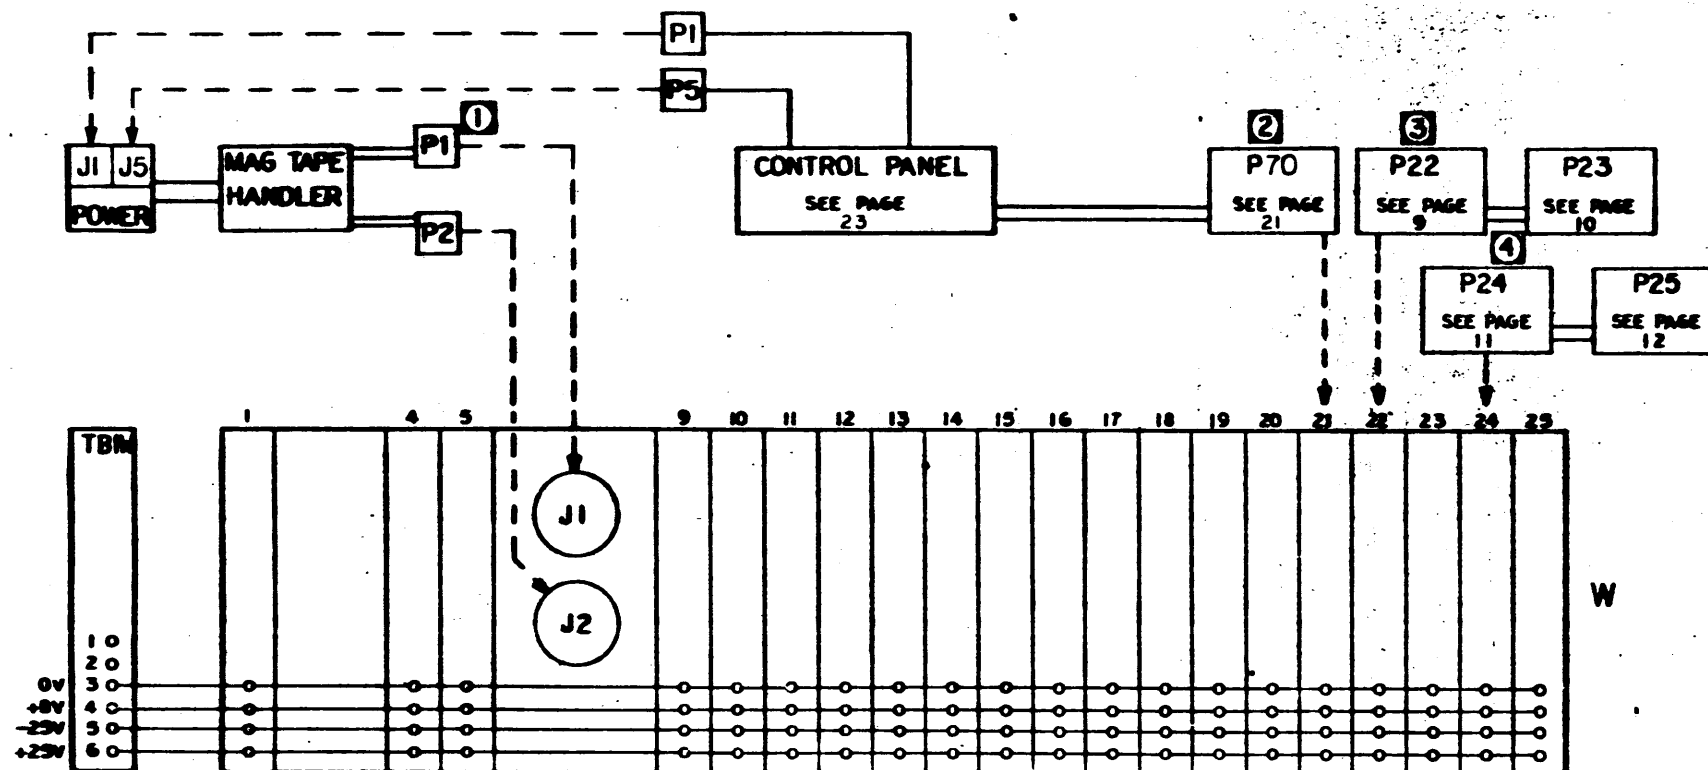 P1
P5
1
2
3
J1 J5
POWER
MAG TAPE
HANDLER
P1
P2
CONTROL PANEL
SEE PAGE
23
P70
SEE PAGE
21
P22
SEE PAGE
9
P23
SEE PAGE
10
4
P24
SEE PAGE
11
P25
SEE PAGE
12
1 4 5 9 10 11 12 13 14 15 16 17 18 19 20 21 22 23 24 25
TBIM
J1
J2
W
1
2
0V 3
+8V 4
-25V 5
+25V 6